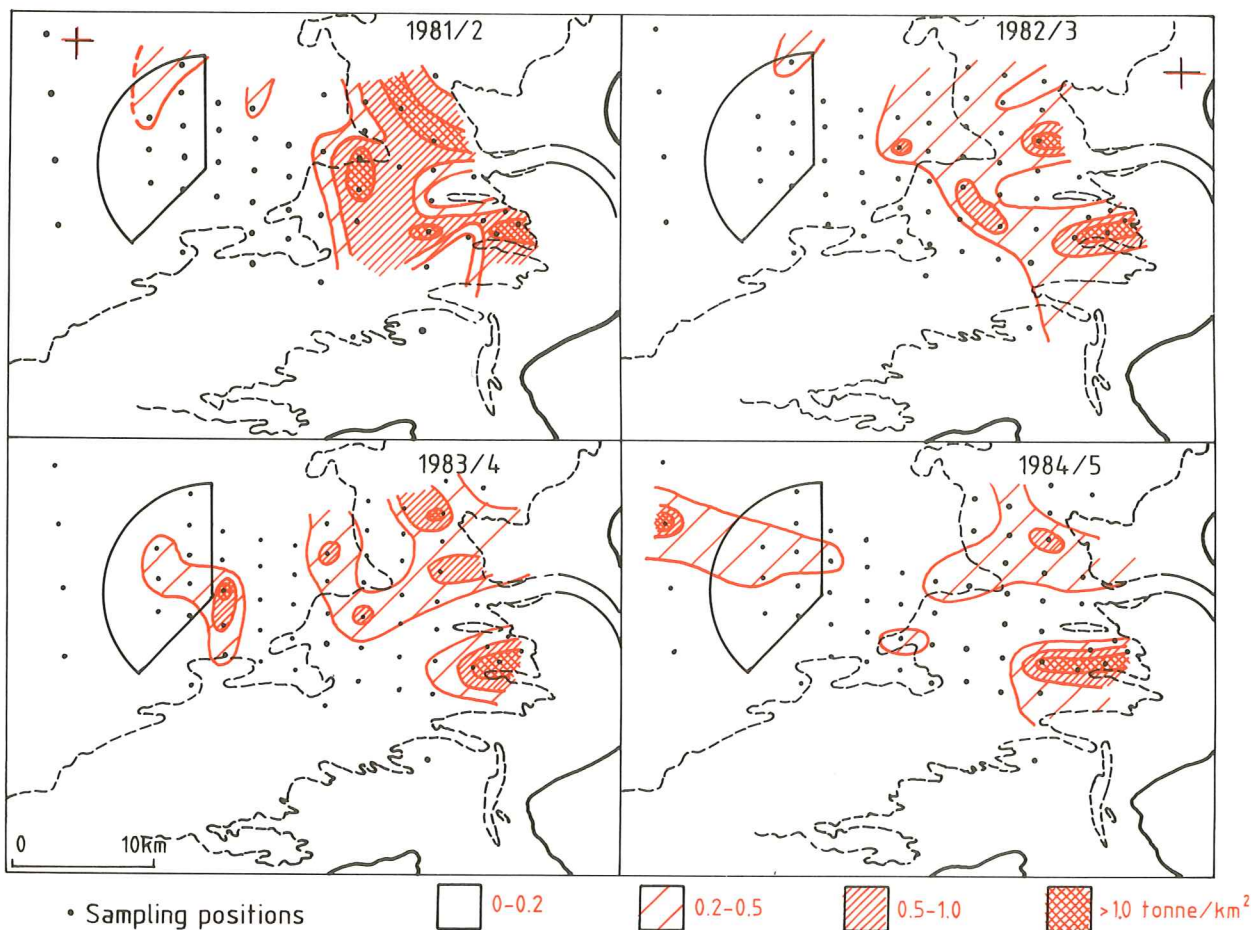 1981/2
1982/3
1983/4
1984/5
0 10km
• Sampling positions 0-0.2 0.2-0.5 0.5-1.0 >1.0 tonne/km²